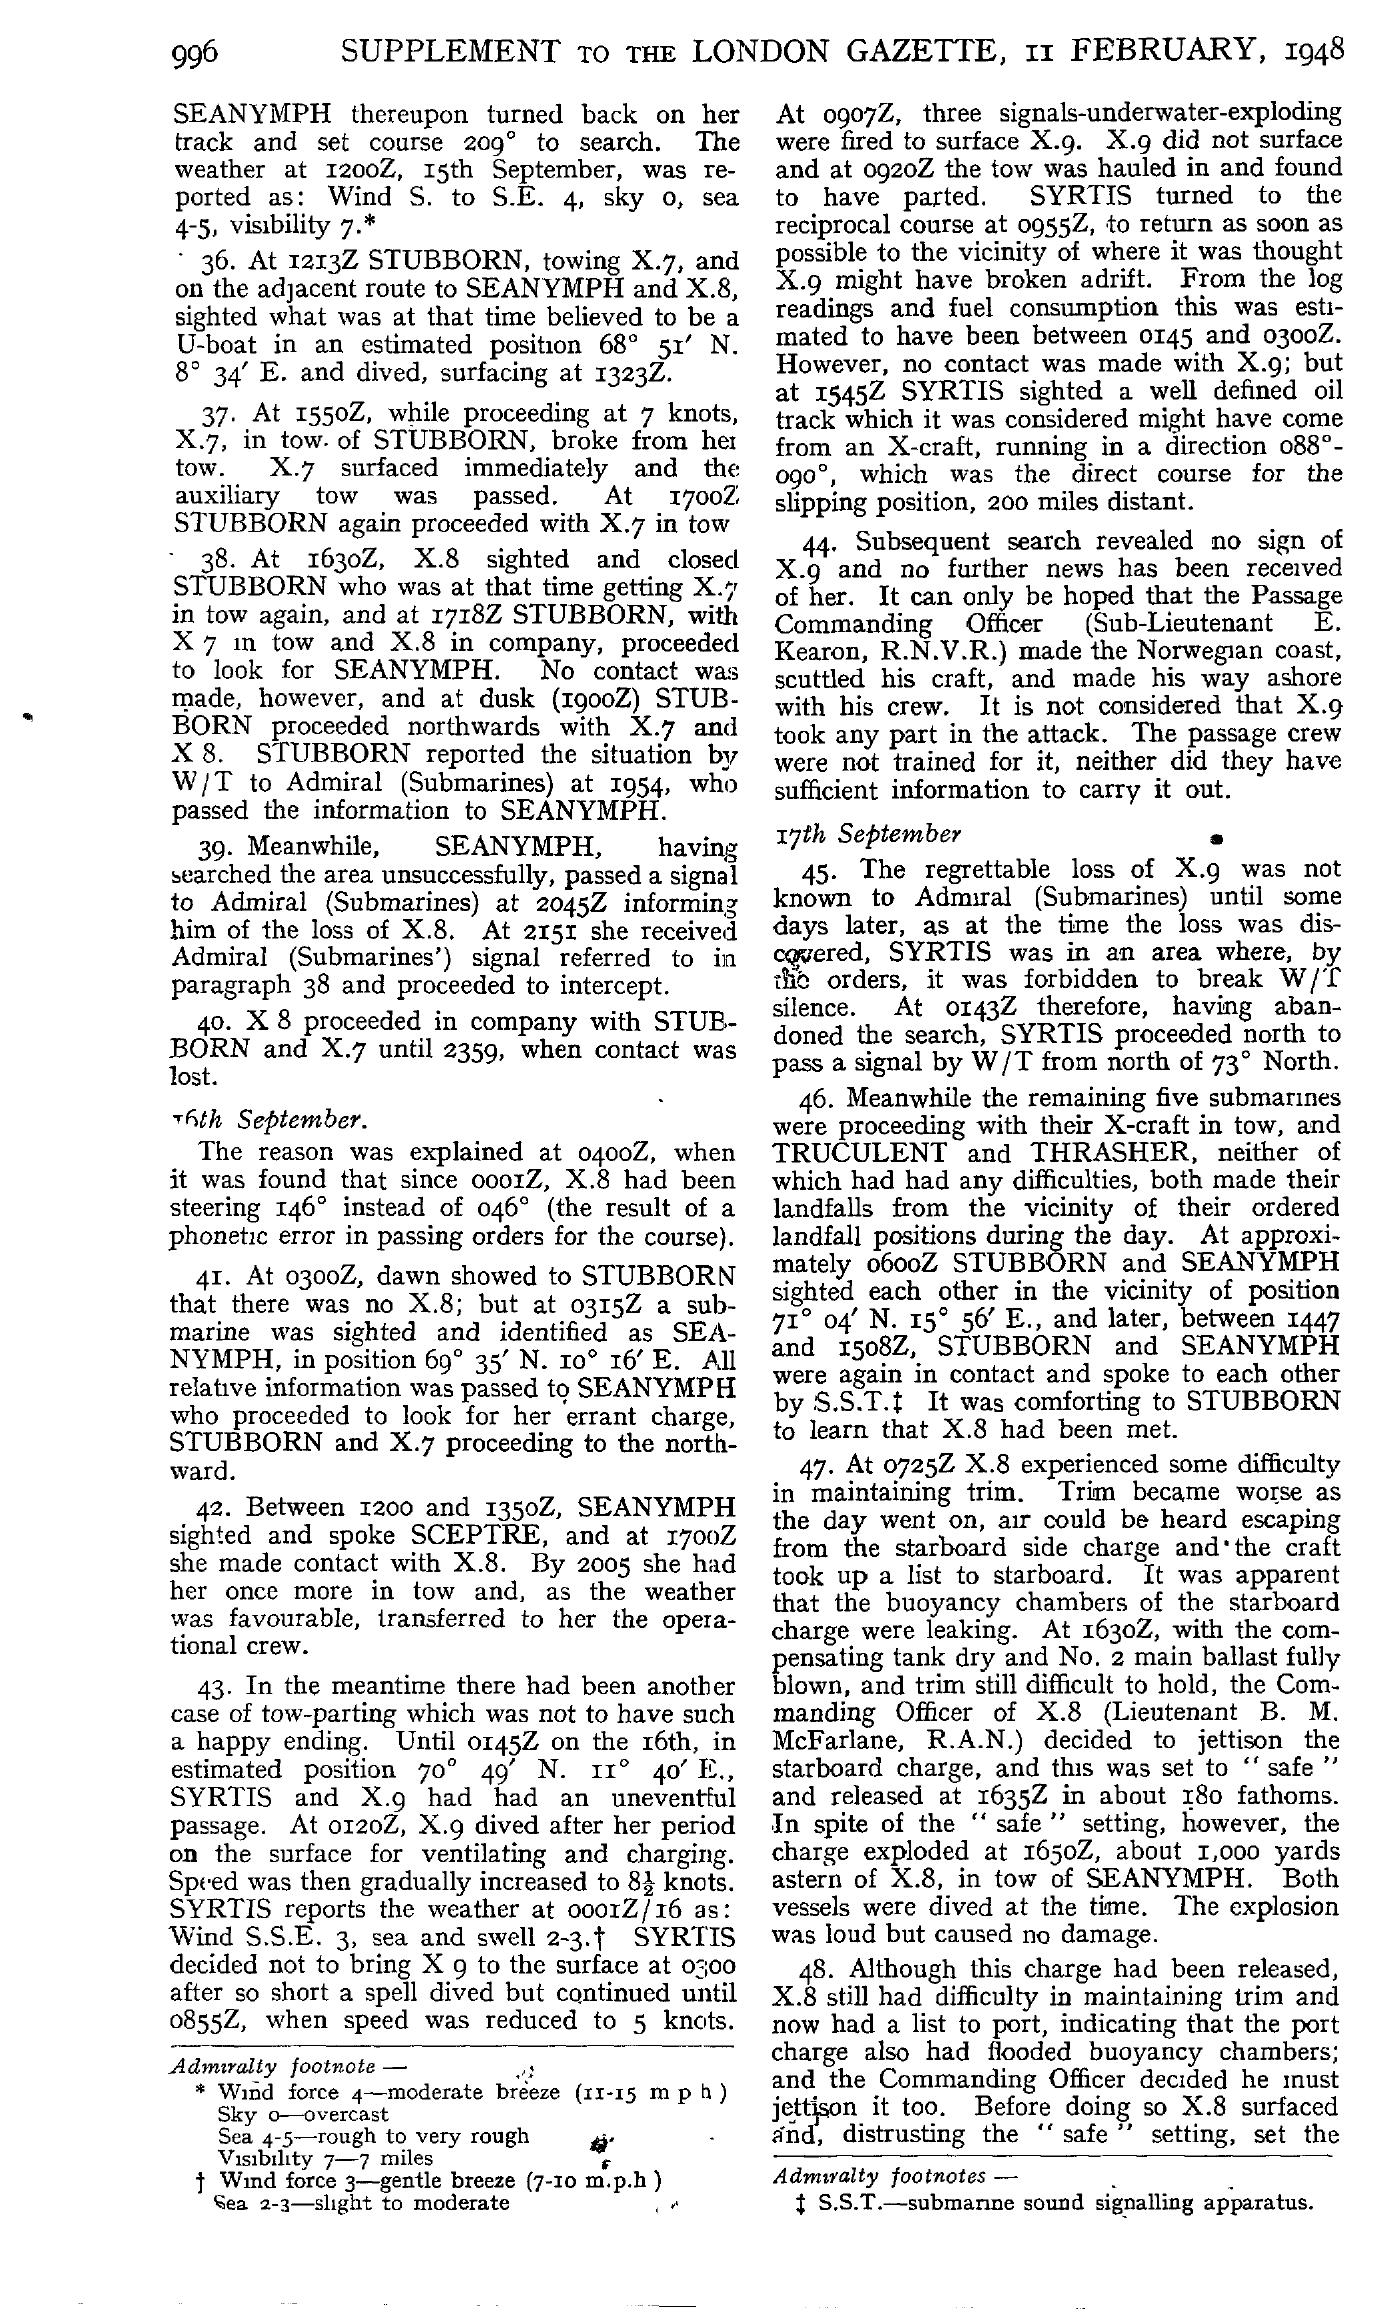 996 SUPPLEMENT TO THE LONDON GAZETTE, 11 FEBRUARY, 1948
SEANYMPH thereupon turned back on her
track and set course 209° to search. The
weather at 1200Z, 15th September, was re-
ported as: Wind S. to S.E. 4, sky o, sea
4-5, visibility 7.*
36. At 1213Z STUBBORN, towing X.7, and
on the adjacent route to SEANYMPH and X.8,
sighted what was at that time believed to be a
U-boat in an estimated position 68° 51′ N.
8° 34′ E. and dived, surfacing at 1323Z.
37. At 1550Z, while proceeding at 7 knots,
X.7, in tow of STUBBORN, broke from her
tow. X.7 surfaced immediately and the
auxiliary tow was passed. At 1700Z
STUBBORN again proceeded with X.7 in tow
38. At 1630Z, X.8 sighted and closed
STUBBORN who was at that time getting X.7
in tow again, and at 1718Z STUBBORN, with
X 7 in tow and X.8 in company, proceeded
to look for SEANYMPH. No contact was
made, however, and at dusk (1900Z) STUB-
BORN proceeded northwards with X.7 and
X 8. STUBBORN reported the situation by
W/T to Admiral (Submarines) at 1954, who
passed the information to SEANYMPH.
39. Meanwhile, SEANYMPH, having
searched the area unsuccessfully, passed a signal
to Admiral (Submarines) at 2045Z informing
him of the loss of X.8. At 2151 she received
Admiral (Submarines') signal referred to in
paragraph 38 and proceeded to intercept.
40. X 8 proceeded in company with STUB-
BORN and X.7 until 2359, when contact was
lost.
16th September.
The reason was explained at 0400Z, when
it was found that since 0001Z, X.8 had been
steering 146° instead of 046° (the result of a
phonetic error in passing orders for the course).
41. At 0300Z, dawn showed to STUBBORN
that there was no X.8; but at 0315Z a sub-
marine was sighted and identified as SEA-
NYMPH, in position 69° 35′ N. 10° 16′ E. All
relative information was passed to SEANYMPH
who proceeded to look for her errant charge,
STUBBORN and X.7 proceeding to the north-
ward.
42. Between 1200 and 1350Z, SEANYMPH
sighted and spoke SCEPTRE, and at 1700Z
she made contact with X.8. By 2005 she had
her once more in tow and, as the weather
was favourable, transferred to her the opera-
tional crew.
43. In the meantime there had been another
case of tow-parting which was not to have such
a happy ending. Until 0145Z on the 16th, in
estimated position 70° 49′ N. 11° 40′ E.,
SYRTIS and X.9 had had an uneventful
passage. At 0120Z, X.9 dived after her period
on the surface for ventilating and charging.
Speed was then gradually increased to 8½ knots.
SYRTIS reports the weather at 0001Z/16 as:
Wind S.S.E. 3, sea and swell 2-3.† SYRTIS
decided not to bring X 9 to the surface at 0300
after so short a spell dived but continued until
0855Z, when speed was reduced to 5 knots.
Admiralty footnote —
* Wind force 4—moderate breeze (11-15 m p h )
Sky o—overcast
Sea 4-5—rough to very rough
Visibility 7—7 miles
† Wind force 3—gentle breeze (7-10 m.p.h )
Sea 2-3—slight to moderate
At 0907Z, three signals-underwater-exploding
were fired to surface X.9. X.9 did not surface
and at 0920Z the tow was hauled in and found
to have parted. SYRTIS turned to the
reciprocal course at 0955Z, to return as soon as
possible to the vicinity of where it was thought
X.9 might have broken adrift. From the log
readings and fuel consumption this was esti-
mated to have been between 0145 and 0300Z.
However, no contact was made with X.9; but
at 1545Z SYRTIS sighted a well defined oil
track which it was considered might have come
from an X-craft, running in a direction 088°-
090°, which was the direct course for the
slipping position, 200 miles distant.
44. Subsequent search revealed no sign of
X.9 and no further news has been received
of her. It can only be hoped that the Passage
Commanding Officer (Sub-Lieutenant E.
Kearon, R.N.V.R.) made the Norwegian coast,
scuttled his craft, and made his way ashore
with his crew. It is not considered that X.9
took any part in the attack. The passage crew
were not trained for it, neither did they have
sufficient information to carry it out.
17th September
45. The regrettable loss of X.9 was not
known to Admiral (Submarines) until some
days later, as at the time the loss was dis-
covered, SYRTIS was in an area where, by
the orders, it was forbidden to break W/T
silence. At 0143Z therefore, having aban-
doned the search, SYRTIS proceeded north to
pass a signal by W/T from north of 73° North.
46. Meanwhile the remaining five submarines
were proceeding with their X-craft in tow, and
TRUCULENT and THRASHER, neither of
which had had any difficulties, both made their
landfalls from the vicinity of their ordered
landfall positions during the day. At approxi-
mately 0600Z STUBBORN and SEANYMPH
sighted each other in the vicinity of position
71° 04′ N. 15° 56′ E., and later, between 1447
and 1508Z, STUBBORN and SEANYMPH
were again in contact and spoke to each other
by S.S.T.‡ It was comforting to STUBBORN
to learn that X.8 had been met.
47. At 0725Z X.8 experienced some difficulty
in maintaining trim. Trim became worse as
the day went on, air could be heard escaping
from the starboard side charge and the craft
took up a list to starboard. It was apparent
that the buoyancy chambers of the starboard
charge were leaking. At 1630Z, with the com-
pensating tank dry and No. 2 main ballast fully
blown, and trim still difficult to hold, the Com-
manding Officer of X.8 (Lieutenant B. M.
McFarlane, R.A.N.) decided to jettison the
starboard charge, and this was set to " safe "
and released at 1635Z in about 180 fathoms.
In spite of the " safe " setting, however, the
charge exploded at 1650Z, about 1,000 yards
astern of X.8, in tow of SEANYMPH. Both
vessels were dived at the time. The explosion
was loud but caused no damage.
48. Although this charge had been released,
X.8 still had difficulty in maintaining trim and
now had a list to port, indicating that the port
charge also had flooded buoyancy chambers;
and the Commanding Officer decided he must
jettison it too. Before doing so X.8 surfaced
and, distrusting the " safe " setting, set the
Admiralty footnotes —
‡ S.S.T.—submarine sound signalling apparatus.